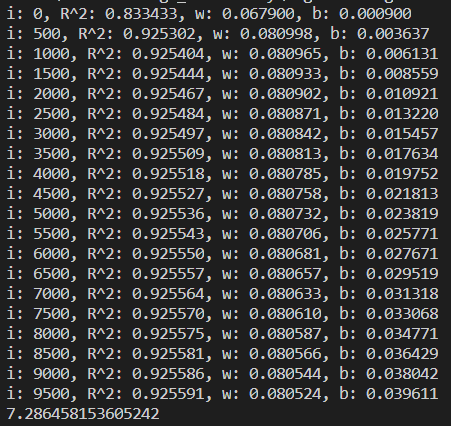 i: 0, R^2: 0.833433, w: 0.067900, b: 0.000900
i: 500, R^2: 0.925302, w: 0.080998, b: 0.003637
i: 1000, R^2: 0.925404, w: 0.080965, b: 0.006131
i: 1500, R^2: 0.925444, w: 0.080933, b: 0.008559
i: 2000, R^2: 0.925467, w: 0.080902, b: 0.010921
i: 2500, R^2: 0.925484, w: 0.080871, b: 0.013220
i: 3000, R^2: 0.925497, w: 0.080842, b: 0.015457
i: 3500, R^2: 0.925509, w: 0.080813, b: 0.017634
i: 4000, R^2: 0.925518, w: 0.080785, b: 0.019752
i: 4500, R^2: 0.925527, w: 0.080758, b: 0.021813
i: 5000, R^2: 0.925536, w: 0.080732, b: 0.023819
i: 5500, R^2: 0.925543, w: 0.080706, b: 0.025771
i: 6000, R^2: 0.925550, w: 0.080681, b: 0.027671
i: 6500, R^2: 0.925557, w: 0.080657, b: 0.029519
i: 7000, R^2: 0.925564, w: 0.080633, b: 0.031318
i: 7500, R^2: 0.925570, w: 0.080610, b: 0.033068
i: 8000, R^2: 0.925575, w: 0.080587, b: 0.034771
i: 8500, R^2: 0.925581, w: 0.080566, b: 0.036429
i: 9000, R^2: 0.925586, w: 0.080544, b: 0.038042
i: 9500, R^2: 0.925591, w: 0.080524, b: 0.039611
7.286458153605242